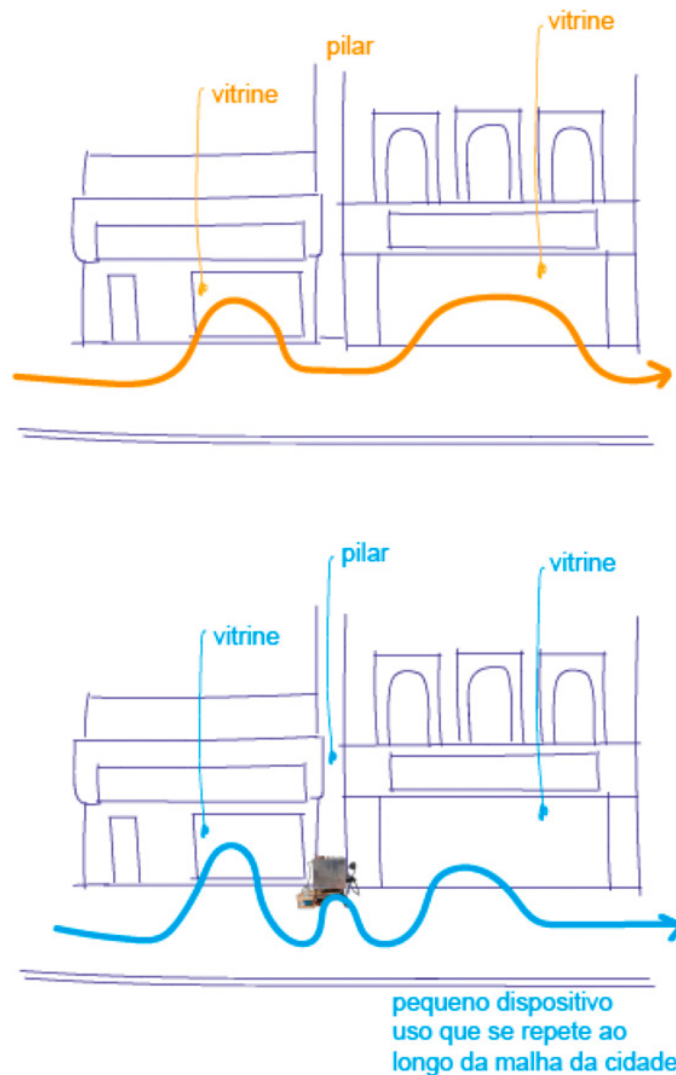 vitrine
pilar
vitrine
pilar
vitrine
vitrine
pequeno dispositivo
uso que se repete ao
longo da malha da cidade